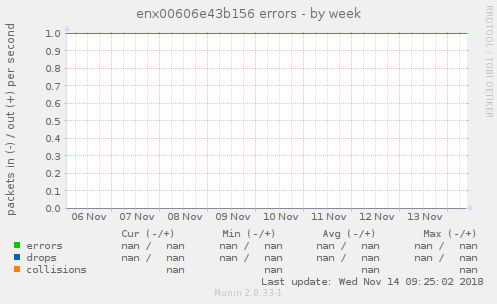 enx00606e43b156 errors - by week
RRDTOOL / TOBI OETIKER
packets in (-) / out (+) per second
1.0
0.9
0.8
0.7
0.6
0.5
0.4
0.3
0.2
0.1
0.0
06 Nov 07 Nov 08 Nov 09 Nov 10 Nov 11 Nov 12 Nov 13 Nov
Cur (-/+) Min (-/+) Avg (-/+) Max (-/+)
errors nan / nan nan / nan nan / nan nan / nan
drops nan / nan nan / nan nan / nan nan / nan
collisions nan nan nan nan
Last update: Wed Nov 14 09:25:02 2018
Munin 2.0.33-1